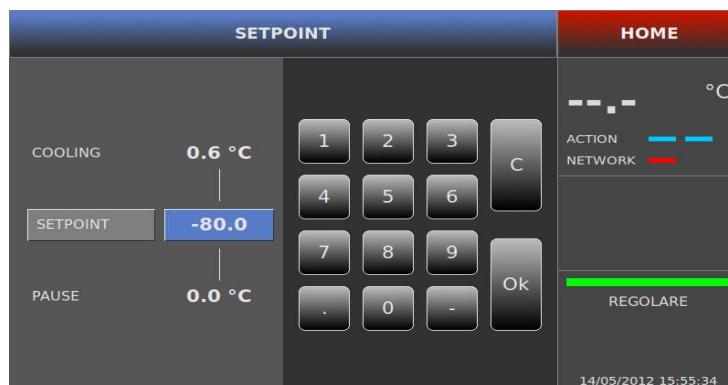 SETPOINT
HOME
--.- °C
COOLING 0.6 °C
SETPOINT -80.0
PAUSE 0.0 °C
1 2 3 C
4 5 6
7 8 9 Ok
. 0 -
ACTION
NETWORK
REGOLARE
14/05/2012 15:55:34